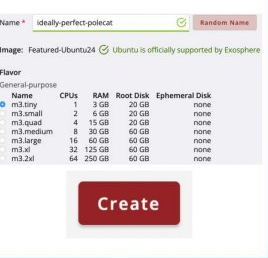 Name * ideally-perfect-polecat Random Name
Image: Featured-Ubuntu24 Ubuntu is officially supported by Exosphere
Flavor
General-purpose
Name CPUs RAM Root Disk Ephemeral Disk
m3.tiny 1 3 GB 20 GB none
m3.small 2 6 GB 20 GB none
m3.quad 4 15 GB 20 GB none
m3.medium 8 30 GB 60 GB none
m3.large 16 60 GB 60 GB none
m3.xl 32 125 GB 60 GB none
m3.2xl 64 250 GB 60 GB none
Create